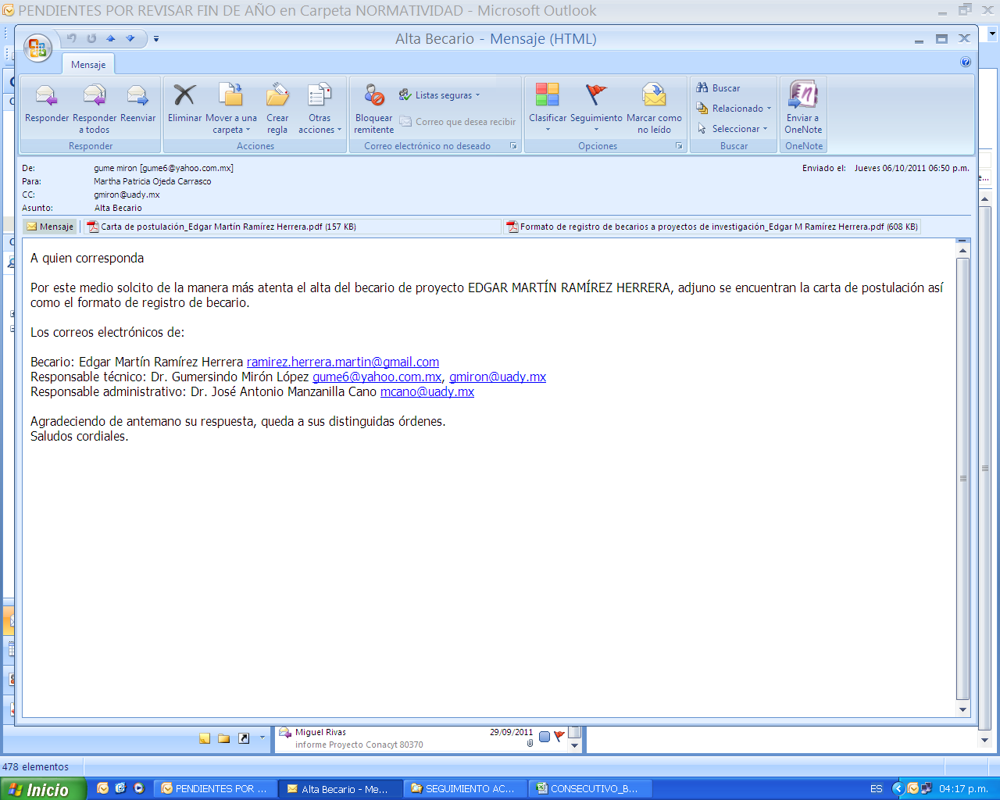 PENDIENTES POR REVISAR FIN DE AÑO en Carpeta NORMATIVIDAD - Microsoft Outlook
Alta Becario - Mensaje (HTML)
Mensaje
Responder
Responder a todos
Reenviar
Responder
Eliminar
Mover a una carpeta
Crear regla
Otras acciones
Acciones
Bloquear remitente
Listas seguras
Correo que desea recibir
Correo electrónico no deseado
Clasificar
Seguimiento
Marcar como no leído
Opciones
Buscar
Relacionado
Seleccionar
Buscar
Enviar a OneNote
OneNote
De: gume miron [gume6@yahoo.com.mx] Enviado el: Jueves 06/10/2011 06:50 p.m.
Para: Martha Patricia Ojeda Carrasco
CC: gmiron@uady.mx
Asunto: Alta Becario
Mensaje Carta de postulación_Edgar Martín Ramírez Herrera.pdf (157 KB) Formato de registro de becarios a proyectos de investigación_Edgar M Ramírez Herrera.pdf (608 KB)
A quien corresponda
Por este medio solcito de la manera más atenta el alta del becario de proyecto EDGAR MARTÍN RAMÍREZ HERRERA, adjuno se encuentran la carta de postulación así
como el formato de registro de becario.
Los correos electrónicos de:
Becario: Edgar Martín Ramírez Herrera ramirez.herrera.martin@gmail.com
Responsable técnico: Dr. Gumersindo Mirón López gume6@yahoo.com.mx, gmiron@uady.mx
Responsable administrativo: Dr. José Antonio Manzanilla Cano mcano@uady.mx
Agradeciendo de antemano su respuesta, queda a sus distinguidas órdenes.
Saludos cordiales.
Miguel Rivas 29/09/2011
informe Proyecto Conacyt 80370
478 elementos
Inicio PENDIENTES POR ... Alta Becario - Me... SEGUIMIENTO AC... CONSECUTIVO_B... ES 04:17 p.m.